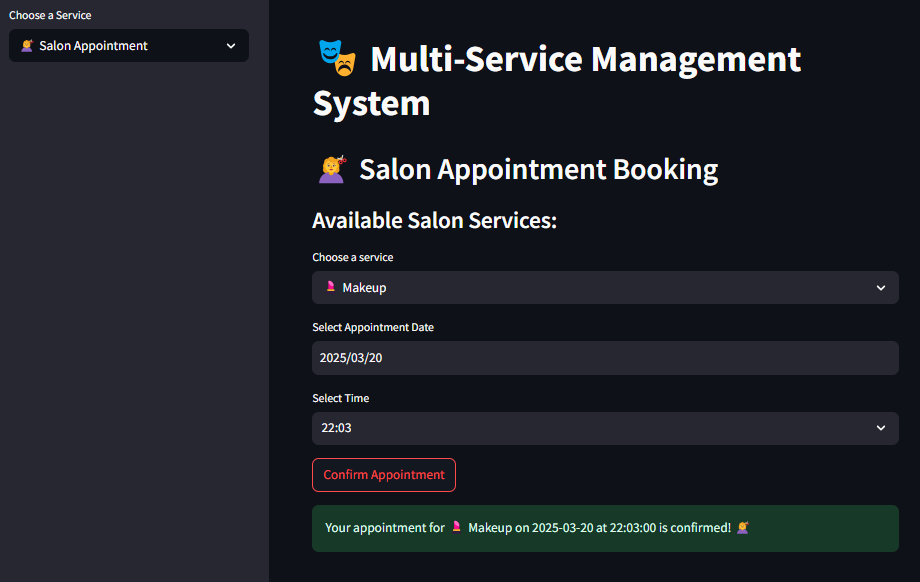 Choose a Service
💇 Salon Appointment
🎭 Multi-Service Management
System
💇 Salon Appointment Booking
Available Salon Services:
Choose a service
💄 Makeup
Select Appointment Date
2025/03/20
Select Time
22:03
Confirm Appointment
Your appointment for 💄 Makeup on 2025-03-20 at 22:03:00 is confirmed! 💇